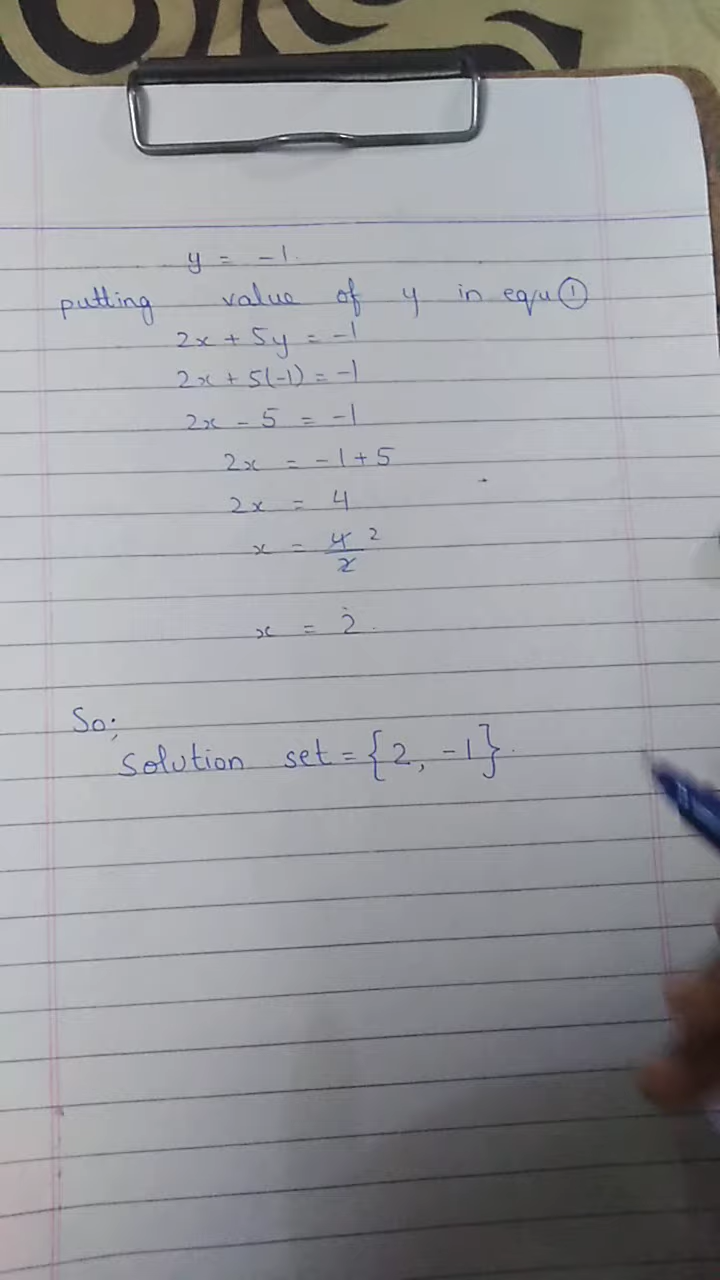 y = -1.
putting value of y in equ ①
2x + 5y = -1
2x + 5(-1) = -1
2x - 5 = -1
2x = -1 + 5
2x = 4
x = 4 2 / 2
x = 2.
So;
Solution set = {2, -1}.